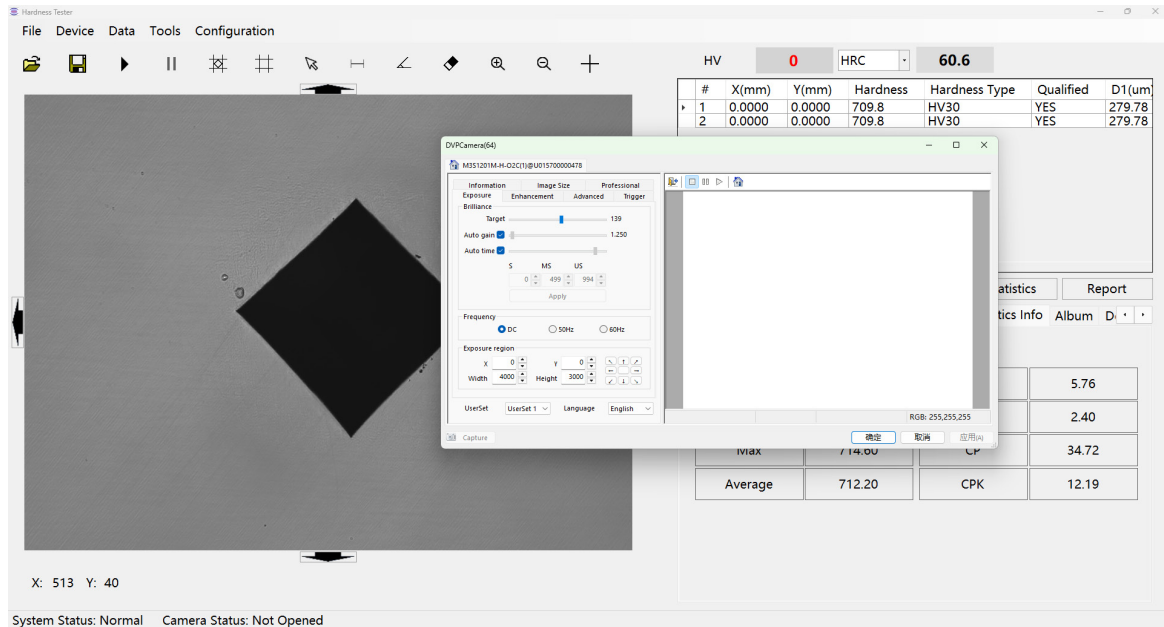 Hardness Tester
File Device Data Tools Configuration
HV 0 HRC 60.6
# X(mm) Y(mm) Hardness Hardness Type Qualified D1(um)
1 0.0000 0.0000 709.8 HV30 YES 279.78
2 0.0000 0.0000 709.8 HV30 YES 279.78
DVPCamera(64)
M3S1201M-H-O2C(1)@U015700000478
Information Image Size Professional
Exposure Enhancement Advanced Trigger
Brilliance
Target 139
Auto gain 1.250
Auto time
S MS US
0 499 994
Apply
Frequency
DC 50Hz 60Hz
Exposure region
X 0 Y 0
Width 4000 Height 3000
UserSet UserSet 1 Language English
RGB: 255,255,255
Capture 确定 取消 应用(A)
atistics Report
tics Info Album D
5.76
2.40
Max 714.60 CP 34.72
Average 712.20 CPK 12.19
X: 513 Y: 40
System Status: Normal Camera Status: Not Opened